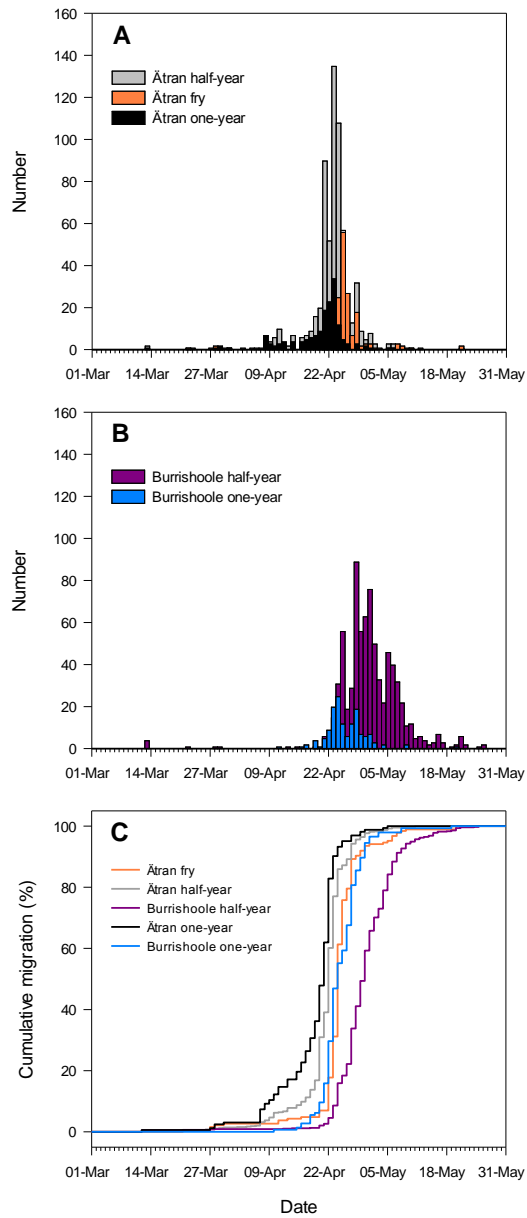 A
Ätran half-year
Ätran fry
Ätran one-year
Number
160
140
120
100
80
60
40
20
0
01-Mar 14-Mar 27-Mar 09-Apr 22-Apr 05-May 18-May 31-May
B
Burrishoole half-year
Burrishoole one-year
Number
160
140
120
100
80
60
40
20
0
01-Mar 14-Mar 27-Mar 09-Apr 22-Apr 05-May 18-May 31-May
C
Ätran fry
Ätran half-year
Burrishoole half-year
Ätran one-year
Burrishoole one-year
Cumulative migration (%)
100
80
60
40
20
0
01-Mar 14-Mar 27-Mar 09-Apr 22-Apr 05-May 18-May 31-May
Date